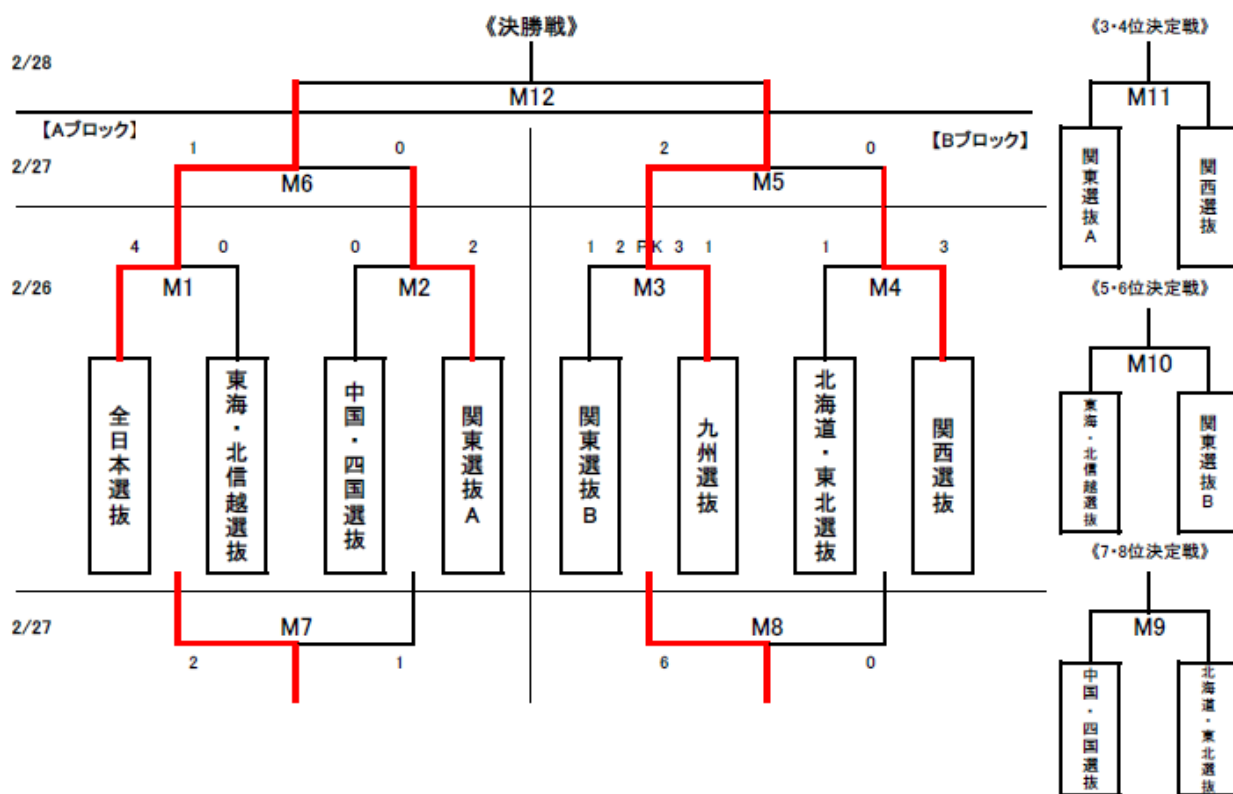 《決勝戦》
《3・4位決定戦》
2/28
M12
M11
【Aブロック】
【Bブロック】
1 0 2 0
2/27
M6 M5
関東選抜A
関西選抜
4 0 0 2 1 2 PK 3 1 1 3
2/26
M1 M2 M3 M4
《5・6位決定戦》
M10
全日本選抜
東海・北信越選抜
中国・四国選抜
関東選抜A
関東選抜B
九州選抜
北海道・東北選抜
関西選抜
東海・北信越選抜
関東選抜B
《7・8位決定戦》
2/27
M7 M8
M9
2 1 6 0
中国・四国選抜
北海道・東北選抜